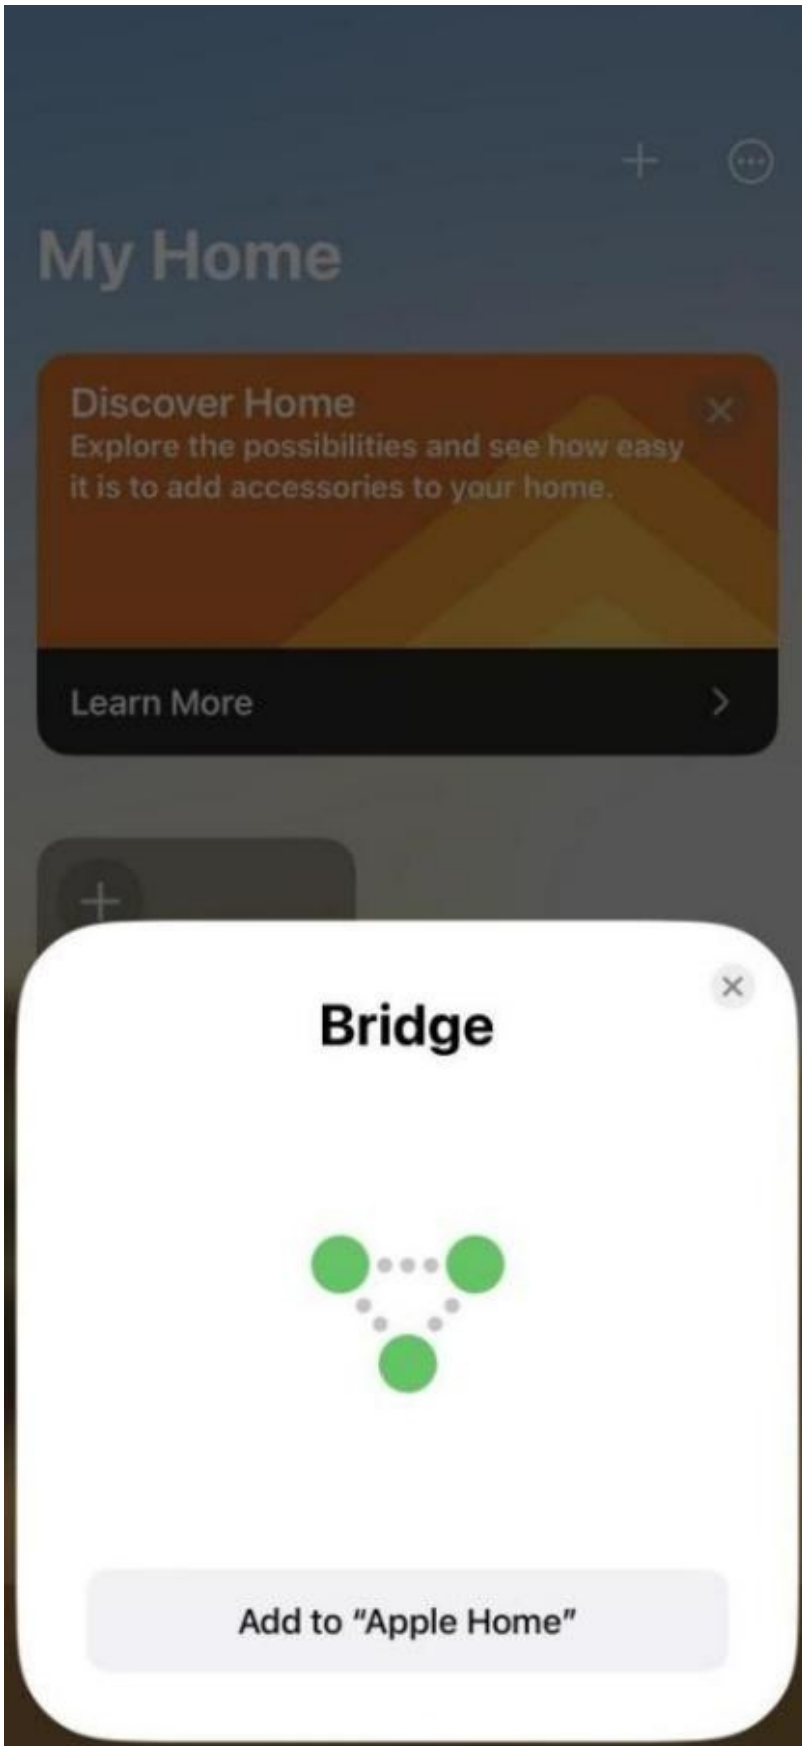 My Home
Discover Home
Explore the possibilities and see how easy
it is to add accessories to your home.
Learn More
Bridge
Add to “Apple Home”